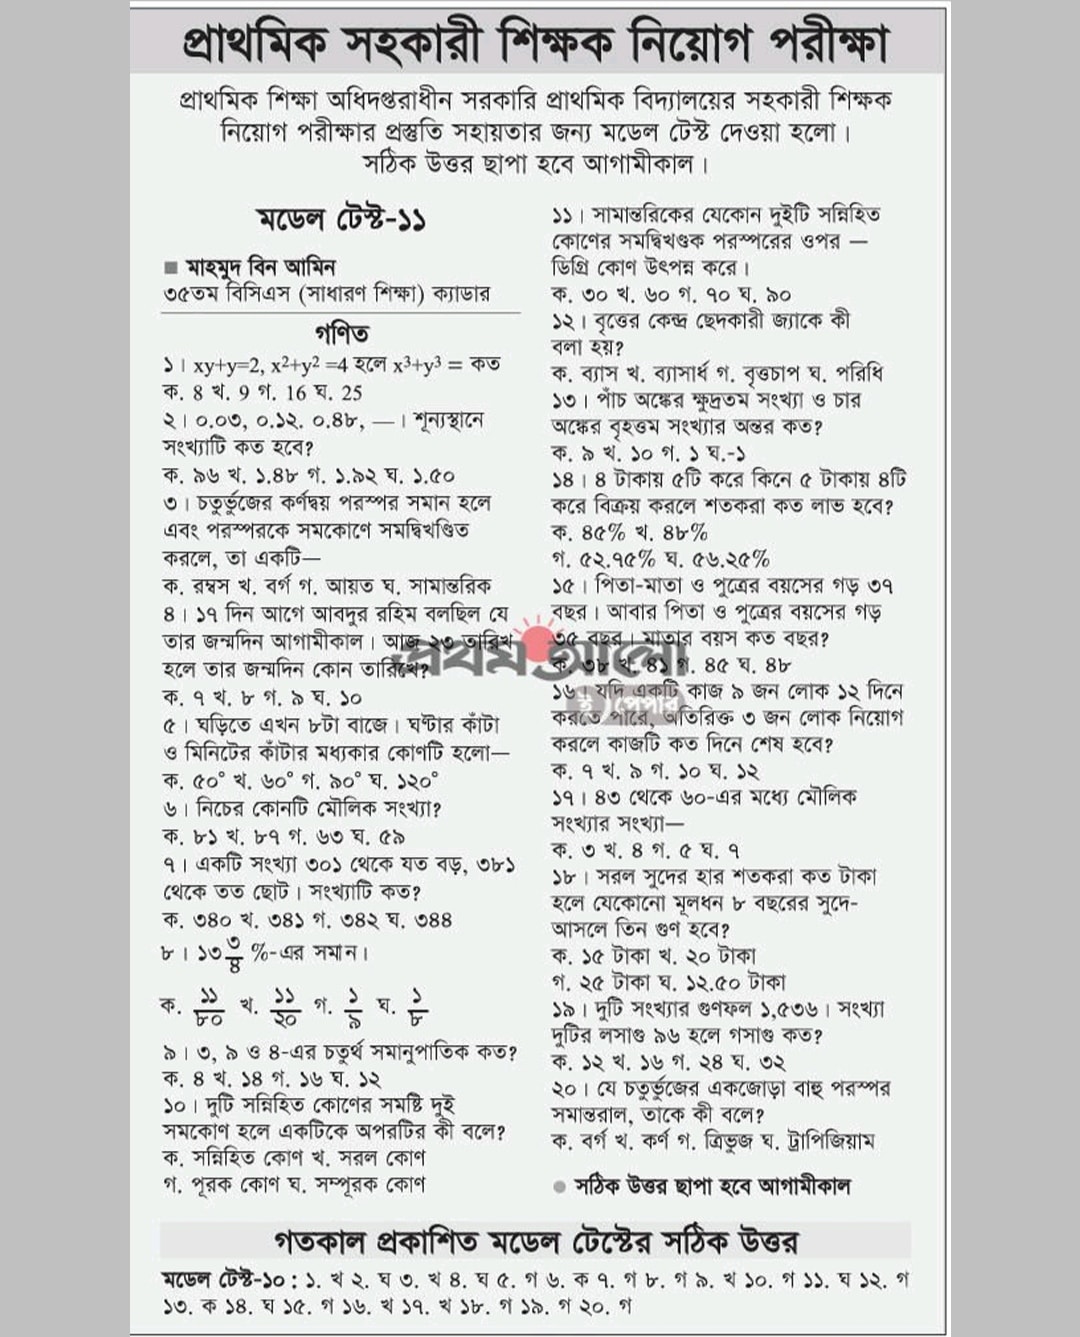 প্রাথমিক সহকারী শিক্ষক নিয়োগ পরীক্ষা
প্রাথমিক শিক্ষা অধিদপ্তরাধীন সরকারি প্রাথমিক বিদ্যালয়ের সহকারী শিক্ষক
নিয়োগ পরীক্ষার প্রস্তুতি সহায়তার জন্য মডেল টেস্ট দেওয়া হলো।
সঠিক উত্তর ছাপা হবে আগামীকাল।
মডেল টেস্ট-১১
■ মাহমুদ বিন আমিন
৩৫তম বিসিএস (সাধারণ শিক্ষা) ক্যাডার
গণিত
১। xy+y=2, x²+y² =4 হলে x³+y³ = কত
ক. 8 খ. 9 গ. 16 ঘ. 25
২। ০.০৩, ০.১২. ০.৪৮, —। শূন্যস্থানে
সংখ্যাটি কত হবে?
ক. ৯৬ খ. ১.৪৮ গ. ১.৯২ ঘ. ১.৫০
৩। চতুর্ভুজের কর্ণদ্বয় পরস্পর সমান হলে
এবং পরস্পরকে সমকোণে সমদ্বিখণ্ডিত
করলে, তা একটি—
ক. রম্বস খ. বর্গ গ. আয়ত ঘ. সামান্তরিক
৪। ১৭ দিন আগে আবদুর রহিম বলছিল যে
তার জন্মদিন আগামীকাল। আজ ২৩ তারিখ
হলে তার জন্মদিন কোন তারিখে?
ক. ৭ খ. ৮ গ. ৯ ঘ. ১০
৫। ঘড়িতে এখন ৮টা বাজে। ঘণ্টার কাঁটা
ও মিনিটের কাঁটার মধ্যকার কোণটি হলো—
ক. ৫০° খ. ৬০° গ. ৯০° ঘ. ১২০°
৬। নিচের কোনটি মৌলিক সংখ্যা?
ক. ৮১ খ. ৮৭ গ. ৬৩ ঘ. ৫৯
৭। একটি সংখ্যা ৩০১ থেকে যত বড়, ৩৮১
থেকে তত ছোট। সংখ্যাটি কত?
ক. ৩৪০ খ. ৩৪১ গ. ৩৪২ ঘ. ৩৪৪
৮। ১৩ ৩/৪ %-এর সমান।
ক. ১১/৮০ খ. ১১/২০ গ. ১/৯ ঘ. ১/৮
৯। ৩, ৯ ও ৪-এর চতুর্থ সমানুপাতিক কত?
ক. ৪ খ. ১৪ গ. ১৬ ঘ. ১২
১০। দুটি সন্নিহিত কোণের সমষ্টি দুই
সমকোণ হলে একটিকে অপরটির কী বলে?
ক. সন্নিহিত কোণ খ. সরল কোণ
গ. পূরক কোণ ঘ. সম্পূরক কোণ
১১। সামান্তরিকের যেকোন দুইটি সন্নিহিত
কোণের সমদ্বিখণ্ডক পরস্পরের ওপর —
ডিগ্রি কোণ উৎপন্ন করে।
ক. ৩০ খ. ৬০ গ. ৭০ ঘ. ৯০
১২। বৃত্তের কেন্দ্র ছেদকারী জ্যাকে কী
বলা হয়?
ক. ব্যাস খ. ব্যাসার্ধ গ. বৃত্তচাপ ঘ. পরিধি
১৩। পাঁচ অঙ্কের ক্ষুদ্রতম সংখ্যা ও চার
অঙ্কের বৃহত্তম সংখ্যার অন্তর কত?
ক. ৯ খ. ১০ গ. ১ ঘ.-১
১৪। ৪ টাকায় ৫টি করে কিনে ৫ টাকায় ৪টি
করে বিক্রয় করলে শতকরা কত লাভ হবে?
ক. ৪৫% খ. ৪৮%
গ. ৫২.৭৫% ঘ. ৫৬.২৫%
১৫। পিতা-মাতা ও পুত্রের বয়সের গড় ৩৭
বছর। আবার পিতা ও পুত্রের বয়সের গড়
৩৫ বছর। মাতার বয়স কত বছর?
ক. ৩৮ খ. ৪১ গ. ৪৫ ঘ. ৪৮
১৬। যদি একটি কাজ ৯ জন লোক ১২ দিনে
করতে পারে, অতিরিক্ত ৩ জন লোক নিয়োগ
করলে কাজটি কত দিনে শেষ হবে?
ক. ৭ খ. ৯ গ. ১০ ঘ. ১২
১৭। ৪৩ থেকে ৬০-এর মধ্যে মৌলিক
সংখ্যার সংখ্যা—
ক. ৩ খ. ৪ গ. ৫ ঘ. ৭
১৮। সরল সুদের হার শতকরা কত টাকা
হলে যেকোনো মূলধন ৮ বছরের সুদে-
আসলে তিন গুণ হবে?
ক. ১৫ টাকা খ. ২০ টাকা
গ. ২৫ টাকা ঘ. ১২.৫০ টাকা
১৯। দুটি সংখ্যার গুণফল ১,৫৩৬। সংখ্যা
দুটির লসাগু ৯৬ হলে গসাগু কত?
ক. ১২ খ. ১৬ গ. ২৪ ঘ. ৩২
২০। যে চতুর্ভুজের একজোড়া বাহু পরস্পর
সমান্তরাল, তাকে কী বলে?
ক. বর্গ খ. কর্ণ গ. ত্রিভুজ ঘ. ট্রাপিজিয়াম
● সঠিক উত্তর ছাপা হবে আগামীকাল
প্রথম আলো
ই পেপার
গতকাল প্রকাশিত মডেল টেস্টের সঠিক উত্তর
মডেল টেস্ট-১০ : ১. খ ২. ঘ ৩. খ ৪. ঘ ৫. গ ৬. ক ৭. গ ৮. গ ৯. খ ১০. গ ১১. ঘ ১২. গ
১৩. ক ১৪. ঘ ১৫. গ ১৬. খ ১৭. খ ১৮. গ ১৯. গ ২০. গ